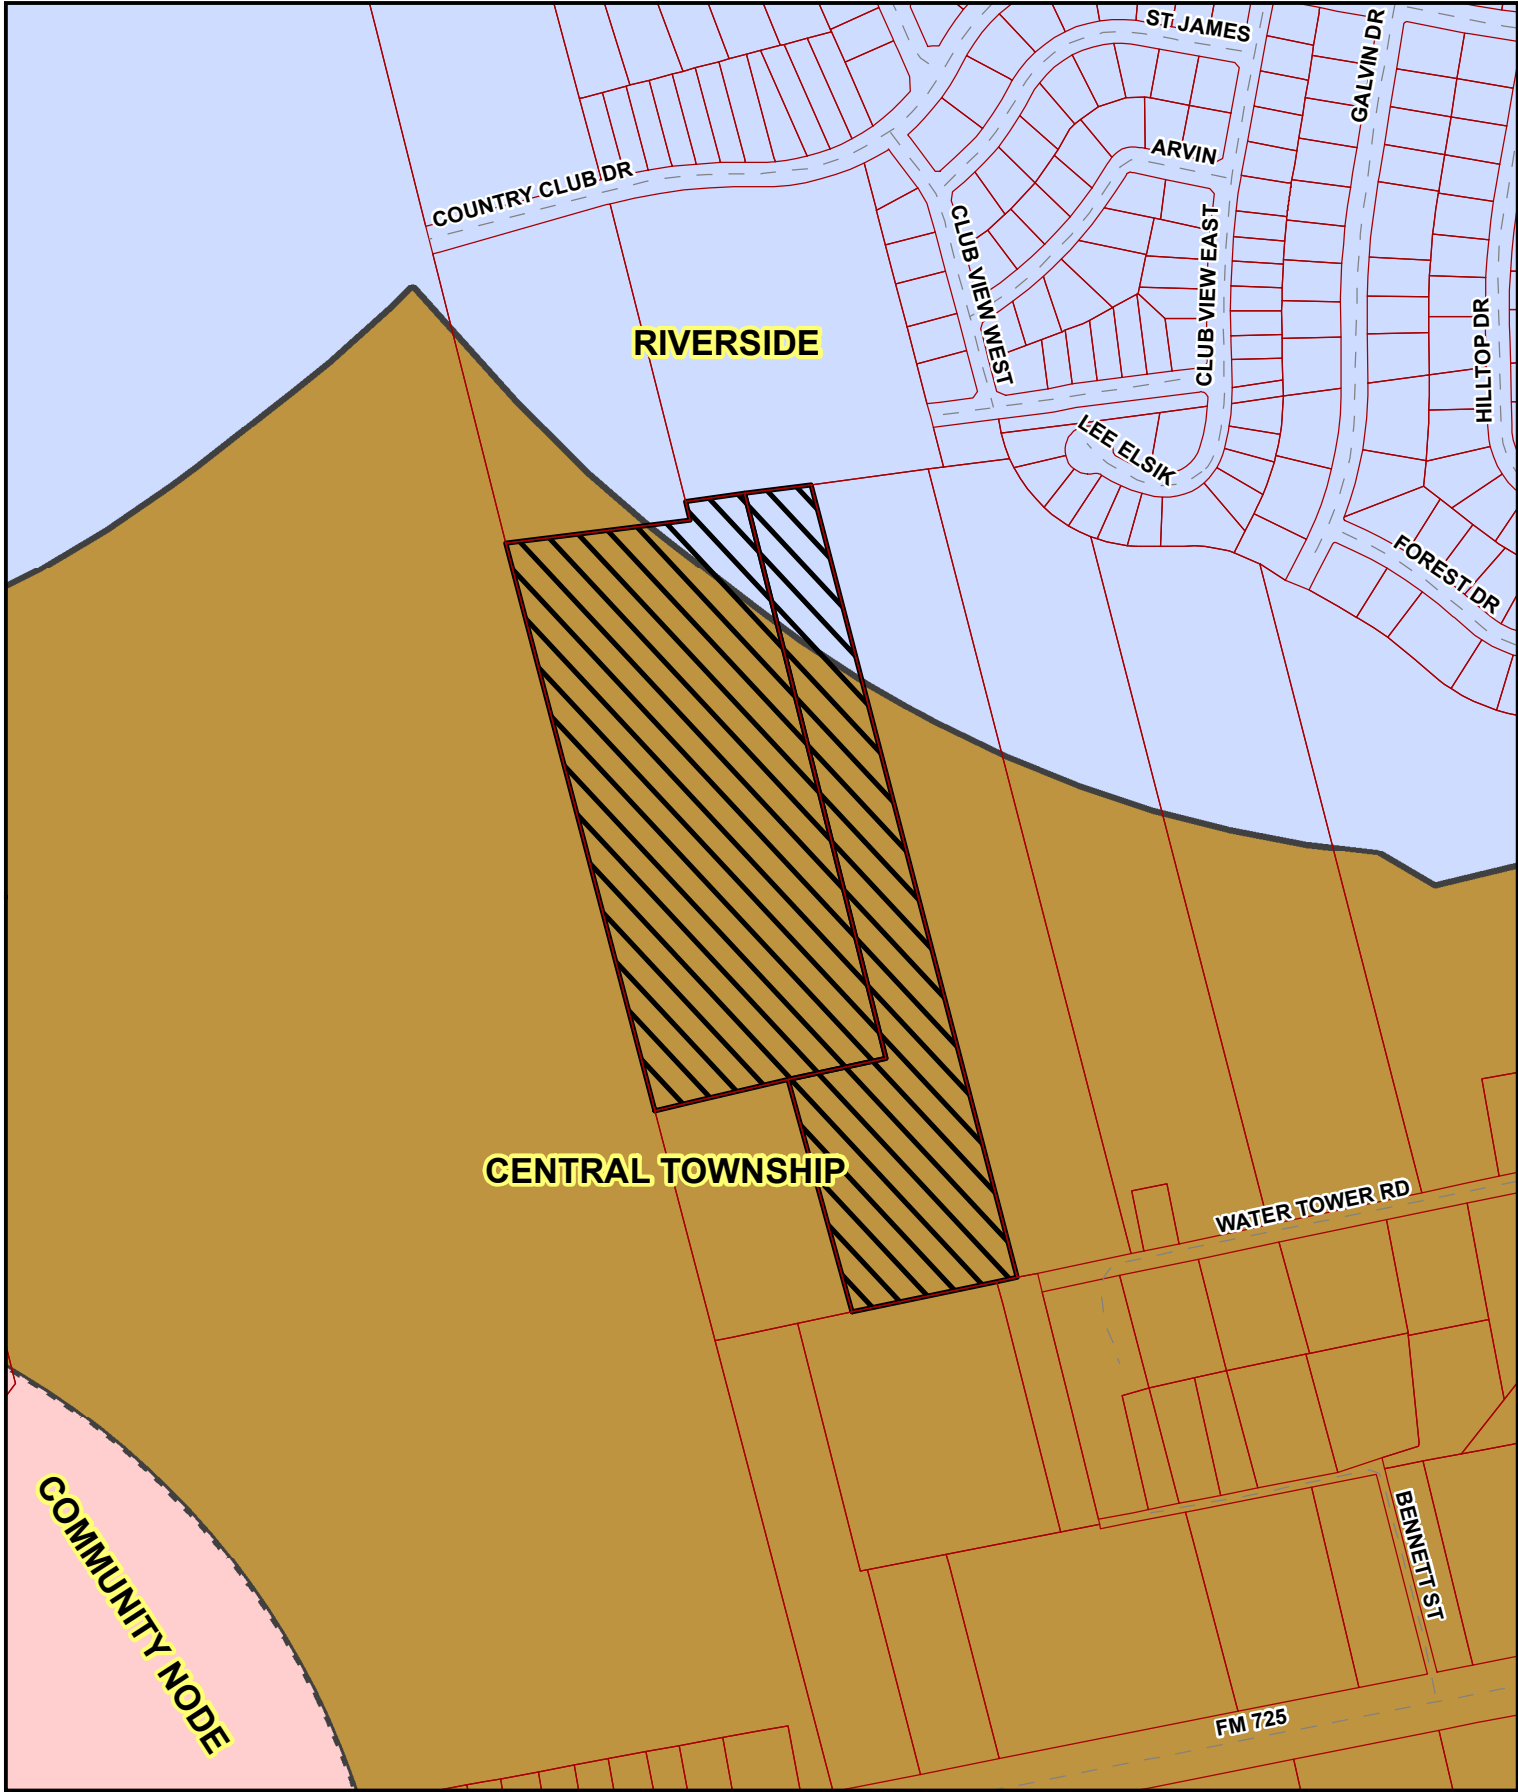 ST JAMES
GALVIN DR
ARVIN
COUNTRY CLUB DR
CLUB VIEW WEST
CLUB VIEW EAST
RIVERSIDE
HILLTOP DR
LEE ELSIK
FOREST DR
CENTRAL TOWNSHIP
WATER TOWER RD
COMMUNITY NODE
BENNETT ST
FM 725